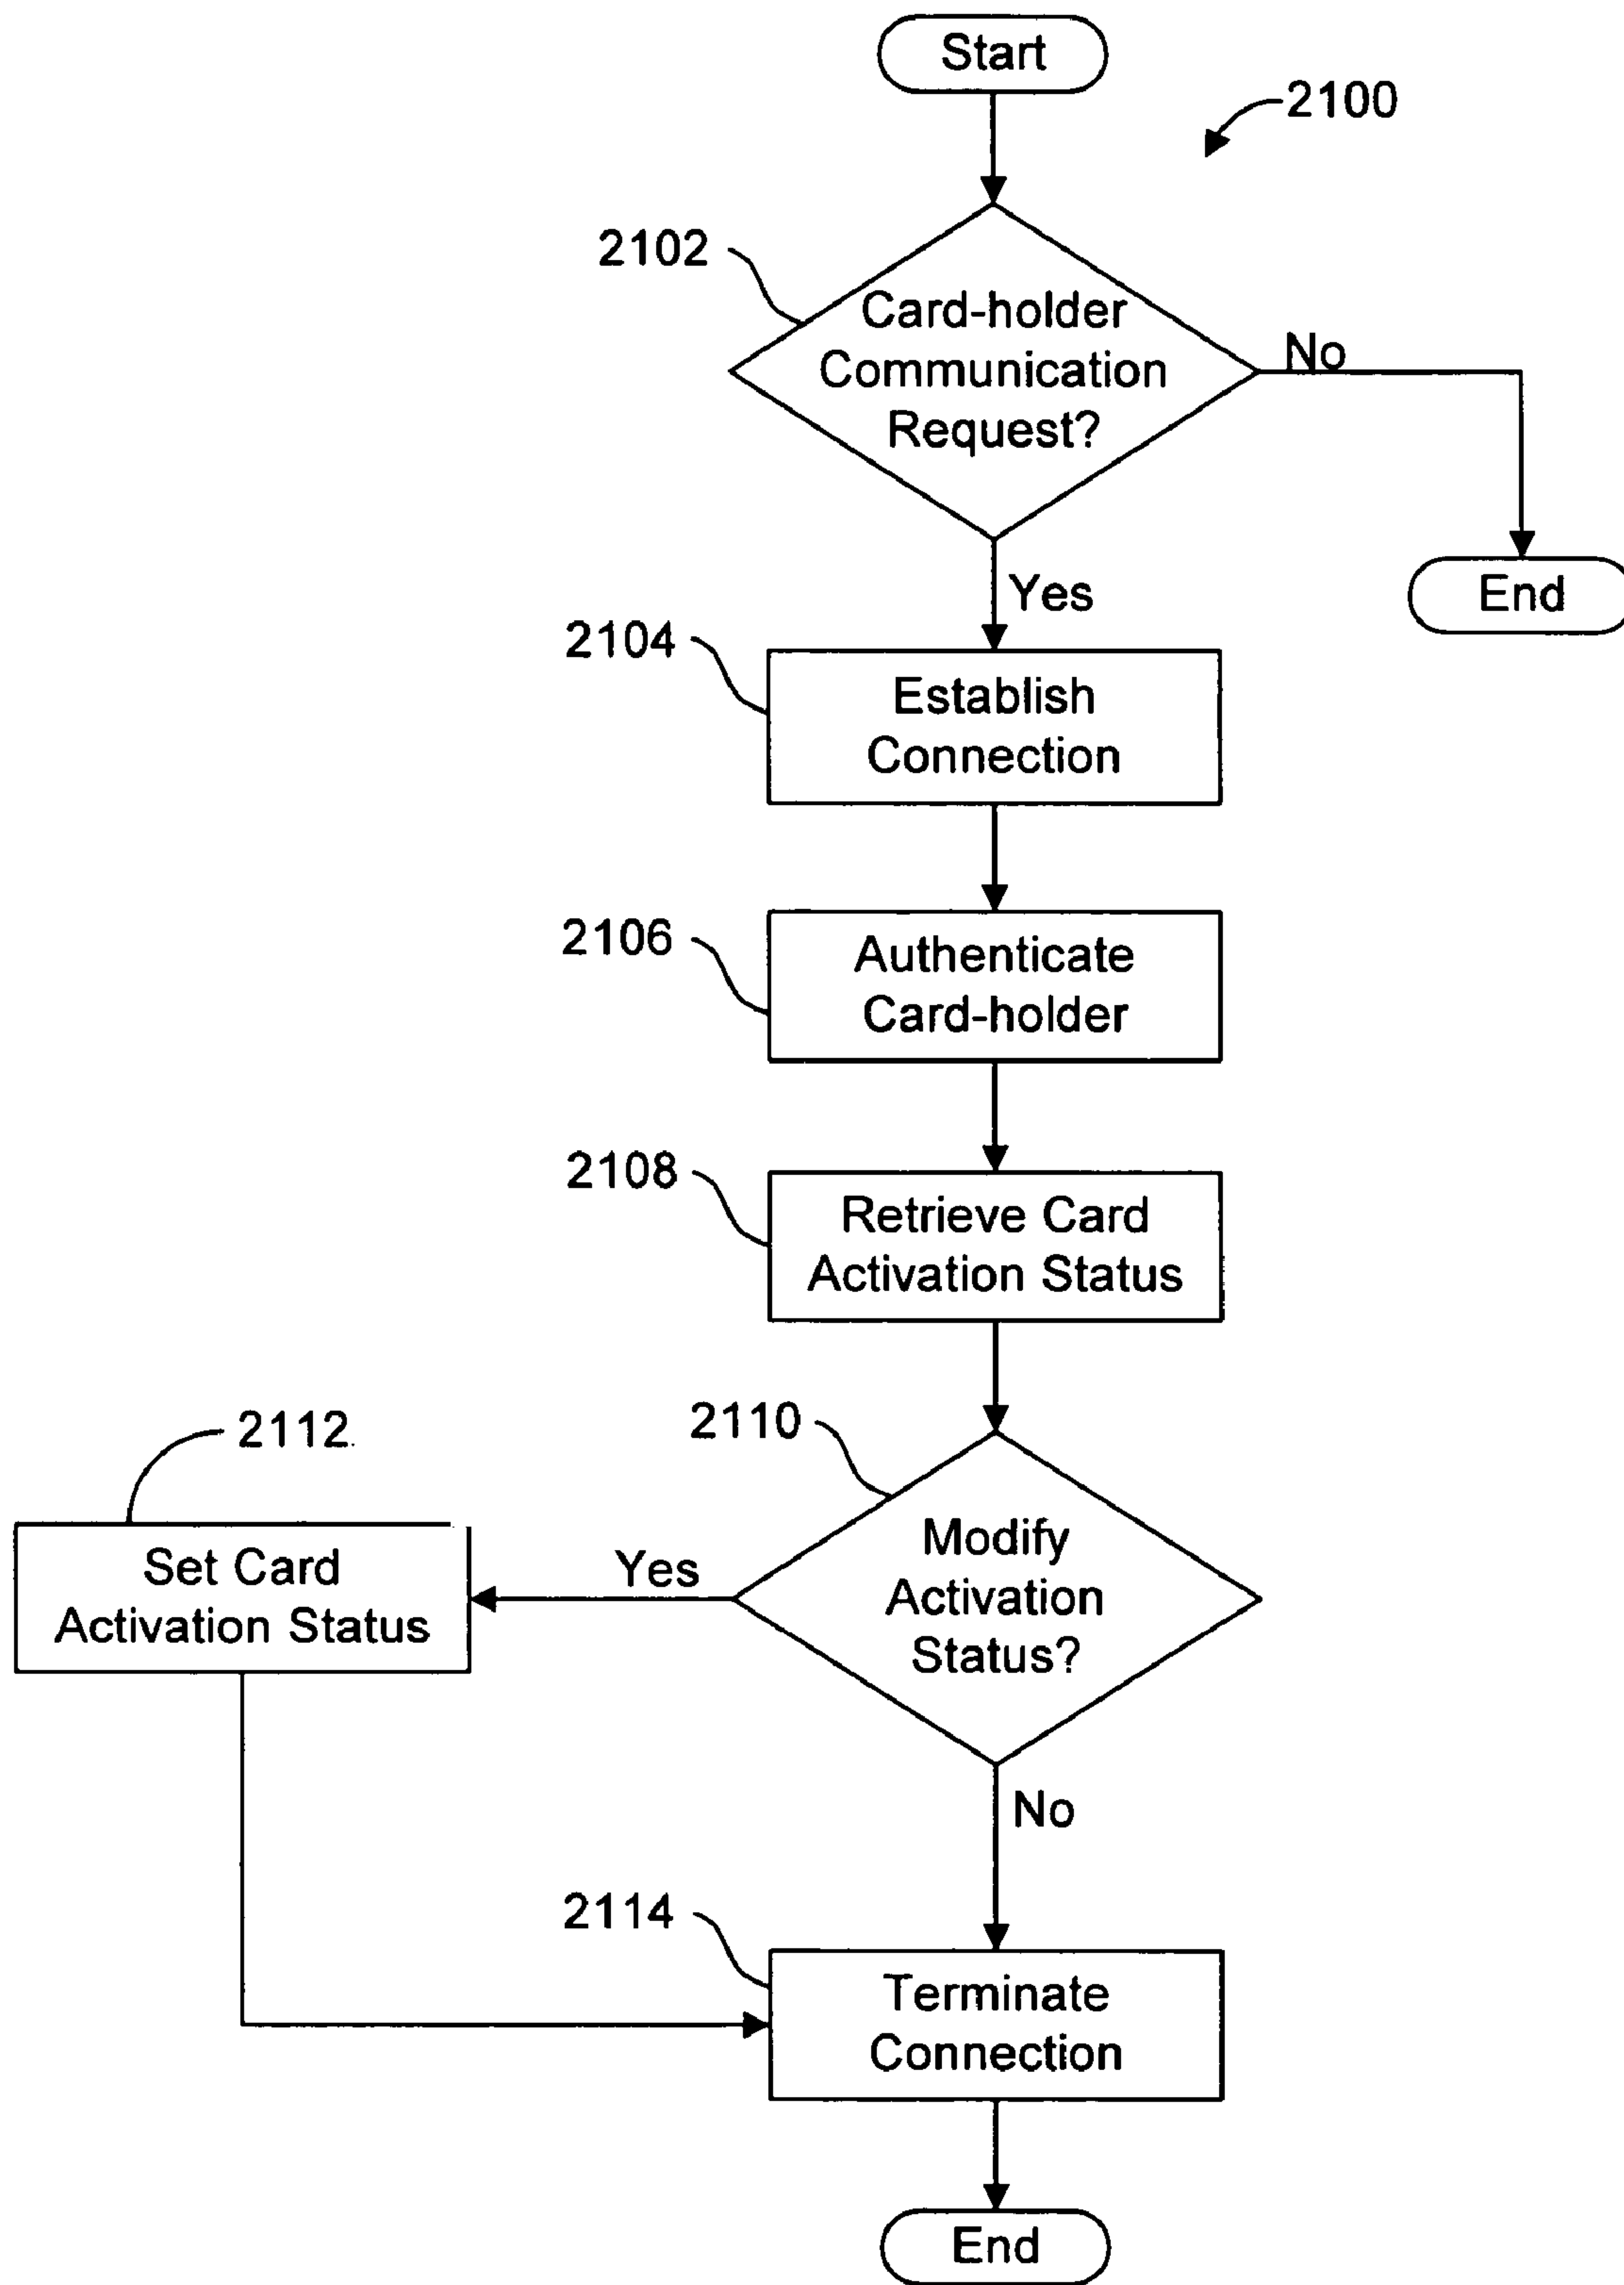 Start
2100
2102
Card-holder
Communication
Request?
No
Yes
End
2104
Establish
Connection
2106
Authenticate
Card-holder
2108
Retrieve Card
Activation Status
2110
2112
Modify
Activation
Status?
Yes
Set Card
Activation Status
No
2114
Terminate
Connection
End